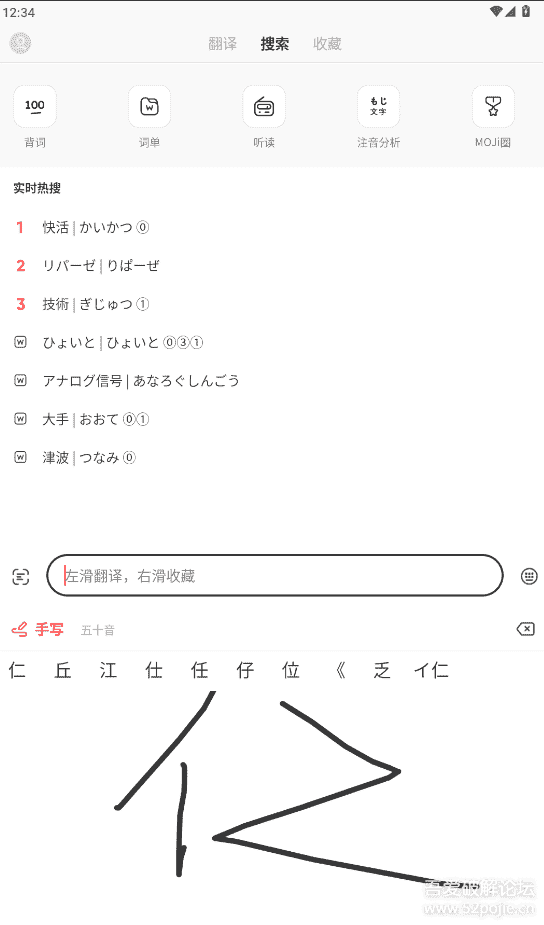 12:34
翻译 搜索 收藏
100 もじ 文字
背词 词单 听读 注音分析 MOJi圈
实时热搜
1 快活 | かいかつ ⓪
2 リバーゼ | りばーぜ
3 技術 | ぎじゅつ ①
ひょいと | ひょいと ⓪③①
アナログ信号 | あなろぐしんごう
大手 | おおて ⓪①
津波 | つなみ ⓪
左滑翻译，右滑收藏
手写 五十音
仁 丘 江 仕 任 仔 位 《 乏 イ仁
吾爱破解论坛
www.52pojie.cn